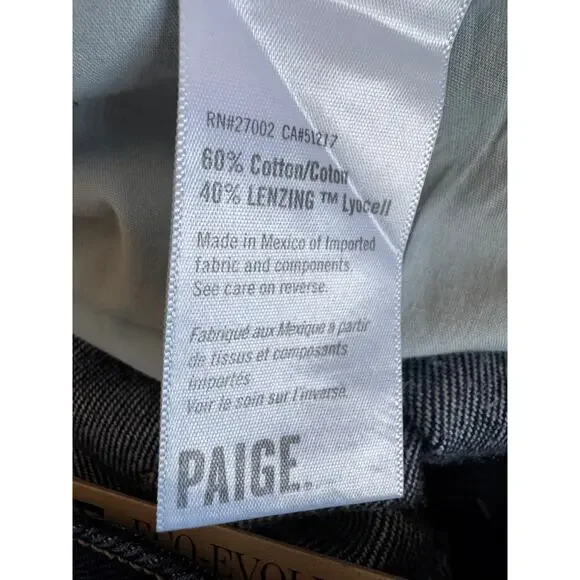 RN#27002 CA#51217
60% Cotton/Coton
40% LENZING ™ Lyocell
Made in Mexico of Imported
fabric and components.
See care on reverse.
Fabriqué aux Mexique à partir
de tissus et composants
importés.
Voir le soin sur l'inverse.
PAIGE.